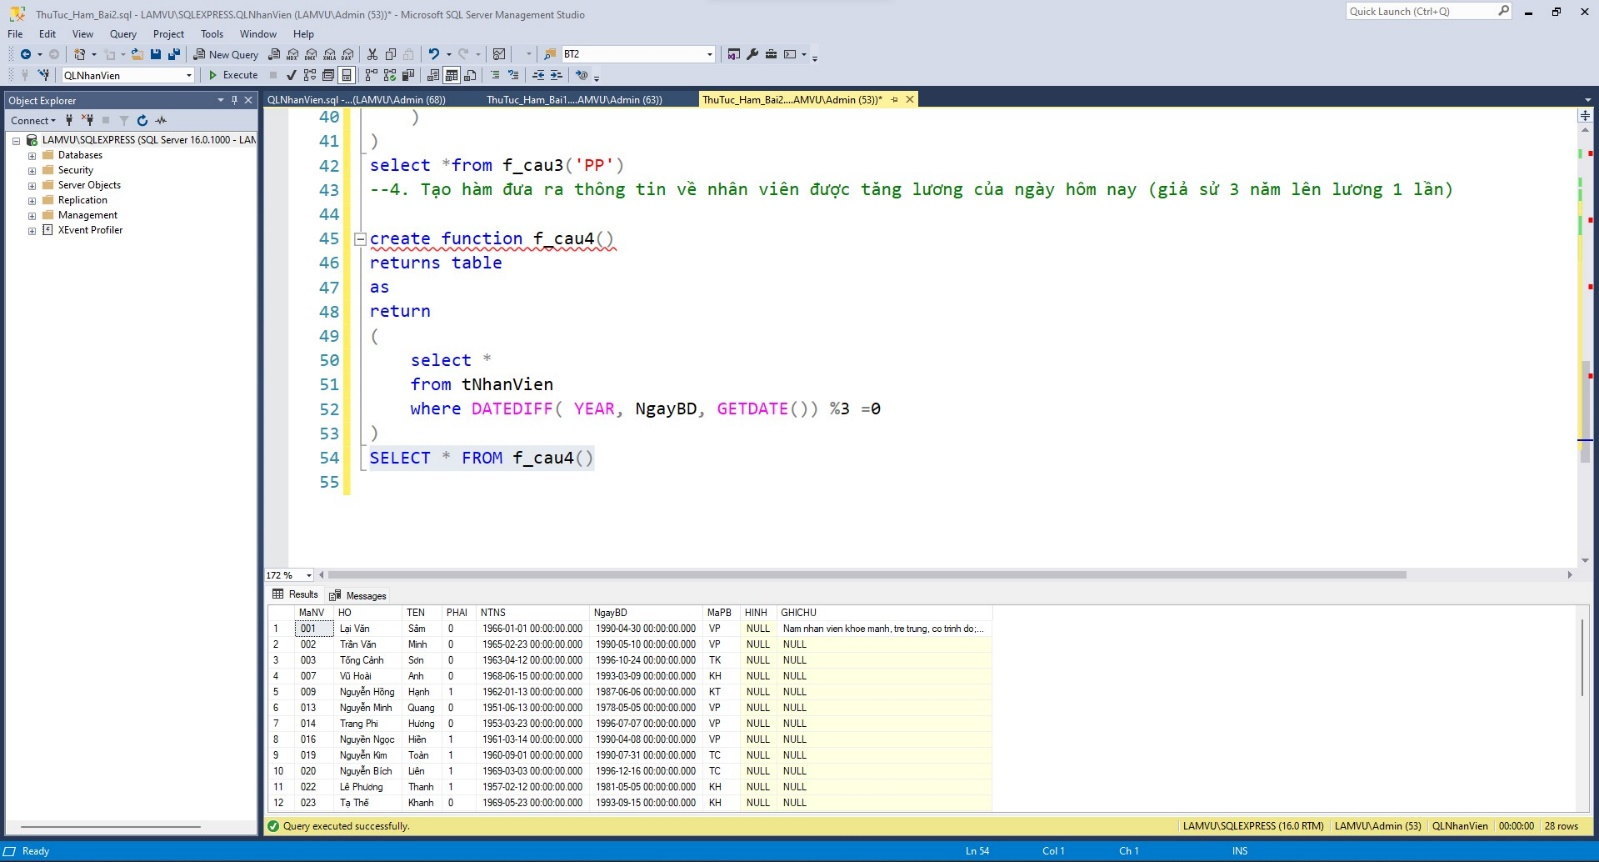 ThuTuc_Ham_Bai2.sql - LAMVU\SQLEXPRESS.QLNhanVien (LAMVU\Admin (53))* - Microsoft SQL Server Management Studio
Quick Launch (Ctrl+Q)
File Edit View Query Project Tools Window Help
New Query
BT2
QLNhanVien
Execute
Object Explorer
QLNhanVien.sql -...(LAMVU\Admin (68)) ThuTuc_Ham_Bai1....AMVU\Admin (63)) ThuTuc_Ham_Bai2....AMVU\Admin (53))*
Connect
LAMVU\SQLEXPRESS (SQL Server 16.0.1000 - LAM
Databases
Security
Server Objects
Replication
Management
XEvent Profiler
40 )
41 )
42 select *from f_cau3('PP')
43 --4. Tạo hàm đưa ra thông tin về nhân viên được tăng lương của ngày hôm nay (giả sử 3 năm lên lương 1 lần)
44
45 create function f_cau4()
46 returns table
47 as
48 return
49 (
50 select *
51 from tNhanVien
52 where DATEDIFF( YEAR, NgayBD, GETDATE()) %3 =0
53 )
54 SELECT * FROM f_cau4()
55
172 %
Results Messages
MaNV HO TEN PHAI NTNS NgayBD MaPB HINH GHICHU
1 001 Lại Văn Sâm 0 1966-01-01 00:00:00.000 1990-04-30 00:00:00.000 VP NULL Nam nhan vien khoe manh, tre trung, co trinh do;...
2 002 Trần Văn Minh 0 1965-02-23 00:00:00.000 1990-05-10 00:00:00.000 VP NULL NULL
3 003 Tống Cảnh Sơn 0 1963-04-12 00:00:00.000 1996-10-24 00:00:00.000 TK NULL NULL
4 007 Vũ Hoài Anh 0 1968-06-15 00:00:00.000 1993-03-09 00:00:00.000 KH NULL NULL
5 009 Nguyễn Hồng Hạnh 1 1962-01-13 00:00:00.000 1987-06-06 00:00:00.000 KT NULL NULL
6 013 Nguyễn Minh Quang 0 1951-06-13 00:00:00.000 1978-05-05 00:00:00.000 VP NULL NULL
7 014 Trang Phi Hương 0 1953-03-23 00:00:00.000 1996-07-07 00:00:00.000 VP NULL NULL
8 016 Nguyễn Ngọc Hiền 1 1961-03-14 00:00:00.000 1990-04-08 00:00:00.000 VP NULL NULL
9 019 Nguyễn Kim Toàn 1 1960-09-01 00:00:00.000 1990-07-31 00:00:00.000 TC NULL NULL
10 020 Nguyễn Bích Liên 1 1969-03-03 00:00:00.000 1996-12-16 00:00:00.000 TC NULL NULL
11 022 Lê Phương Thanh 1 1957-02-12 00:00:00.000 1981-05-05 00:00:00.000 KH NULL NULL
12 023 Tạ Thế Khanh 0 1969-05-23 00:00:00.000 1993-09-15 00:00:00.000 KH NULL NULL
Query executed successfully. LAMVU\SQLEXPRESS (16.0 RTM) LAMVU\Admin (53) QLNhanVien 00:00:00 28 rows
Ready Ln 54 Col 1 Ch 1 INS